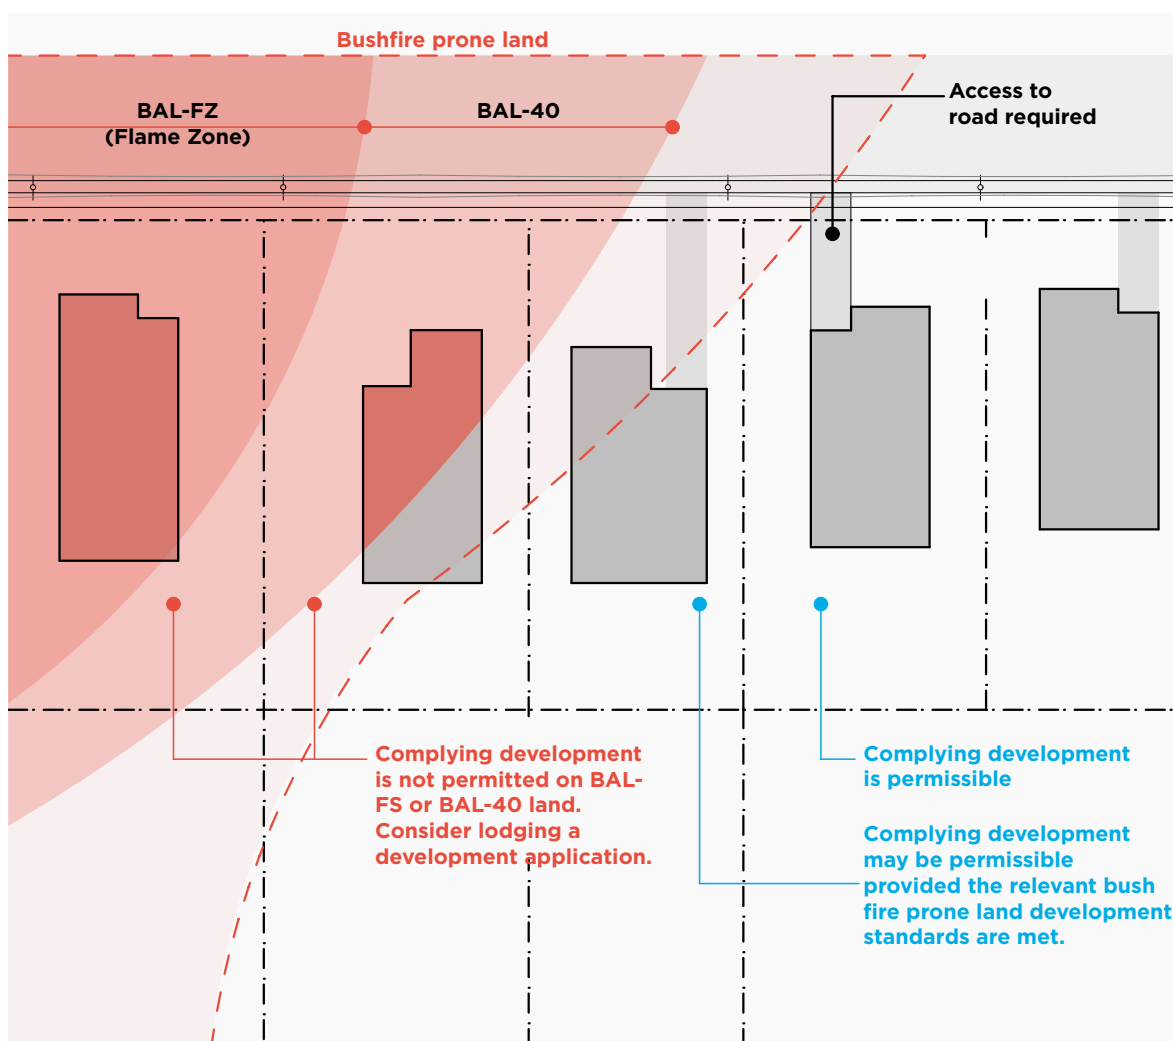 Bushfire prone land
BAL-FZ
(Flame Zone)
BAL-40
Access to
road required
Complying development
is not permitted on BAL-
FS or BAL-40 land.
Consider lodging a
development application.
Complying development
is permissible
Complying development
may be permissible
provided the relevant bush
fire prone land development
standards are met.